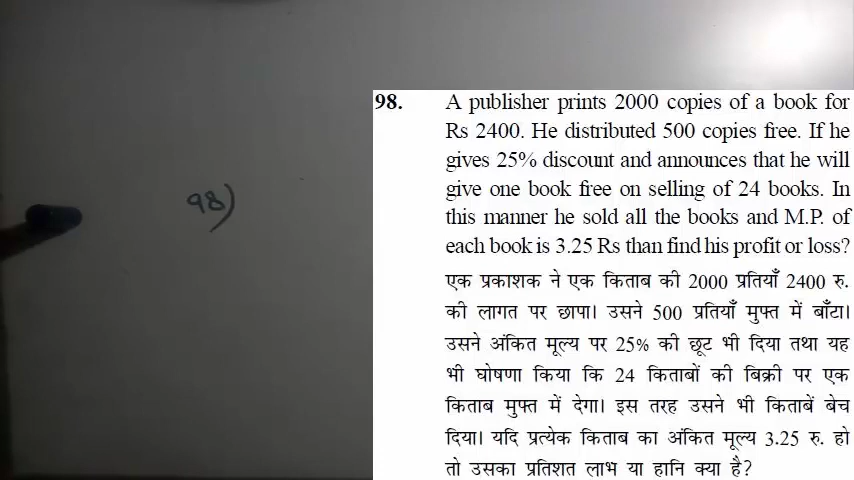 98)
98. A publisher prints 2000 copies of a book for
Rs 2400. He distributed 500 copies free. If he
gives 25% discount and announces that he will
give one book free on selling of 24 books. In
this manner he sold all the books and M.P. of
each book is 3.25 Rs than find his profit or loss?
एक प्रकाशक ने एक किताब की 2000 प्रतियाँ 2400 रु.
की लागत पर छापा। उसने 500 प्रतियाँ मुफ्त में बाँटा।
उसने अंकित मूल्य पर 25% की छूट भी दिया तथा यह
भी घोषणा किया कि 24 किताबों की बिक्री पर एक
किताब मुफ्त में देगा। इस तरह उसने भी किताबें बेच
दिया। यदि प्रत्येक किताब का अंकित मूल्य 3.25 रु. हो
तो उसका प्रतिशत लाभ या हानि क्या है?